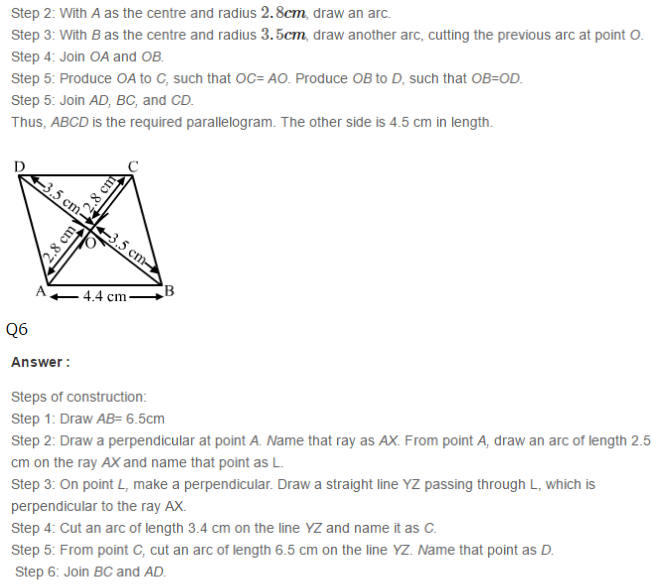 Step 2: With A as the centre and radius 2.8cm, draw an arc.
Step 3: With B as the centre and radius 3.5cm, draw another arc, cutting the previous arc at point O.
Step 4: Join OA and OB.
Step 5: Produce OA to C, such that OC= AO. Produce OB to D, such that OB=OD.
Step 5: Join AD, BC, and CD.
Thus, ABCD is the required parallelogram. The other side is 4.5 cm in length.
D C
3.5 cm 2.8 cm
2.8 cm O 3.5 cm
A 4.4 cm B
Q6
Answer :
Steps of construction:
Step 1: Draw AB= 6.5cm
Step 2: Draw a perpendicular at point A. Name that ray as AX. From point A, draw an arc of length 2.5
cm on the ray AX and name that point as L.
Step 3: On point L, make a perpendicular. Draw a straight line YZ passing through L, which is
perpendicular to the ray AX.
Step 4: Cut an arc of length 3.4 cm on the line YZ and name it as C.
Step 5: From point C, cut an arc of length 6.5 cm on the line YZ. Name that point as D.
Step 6: Join BC and AD.